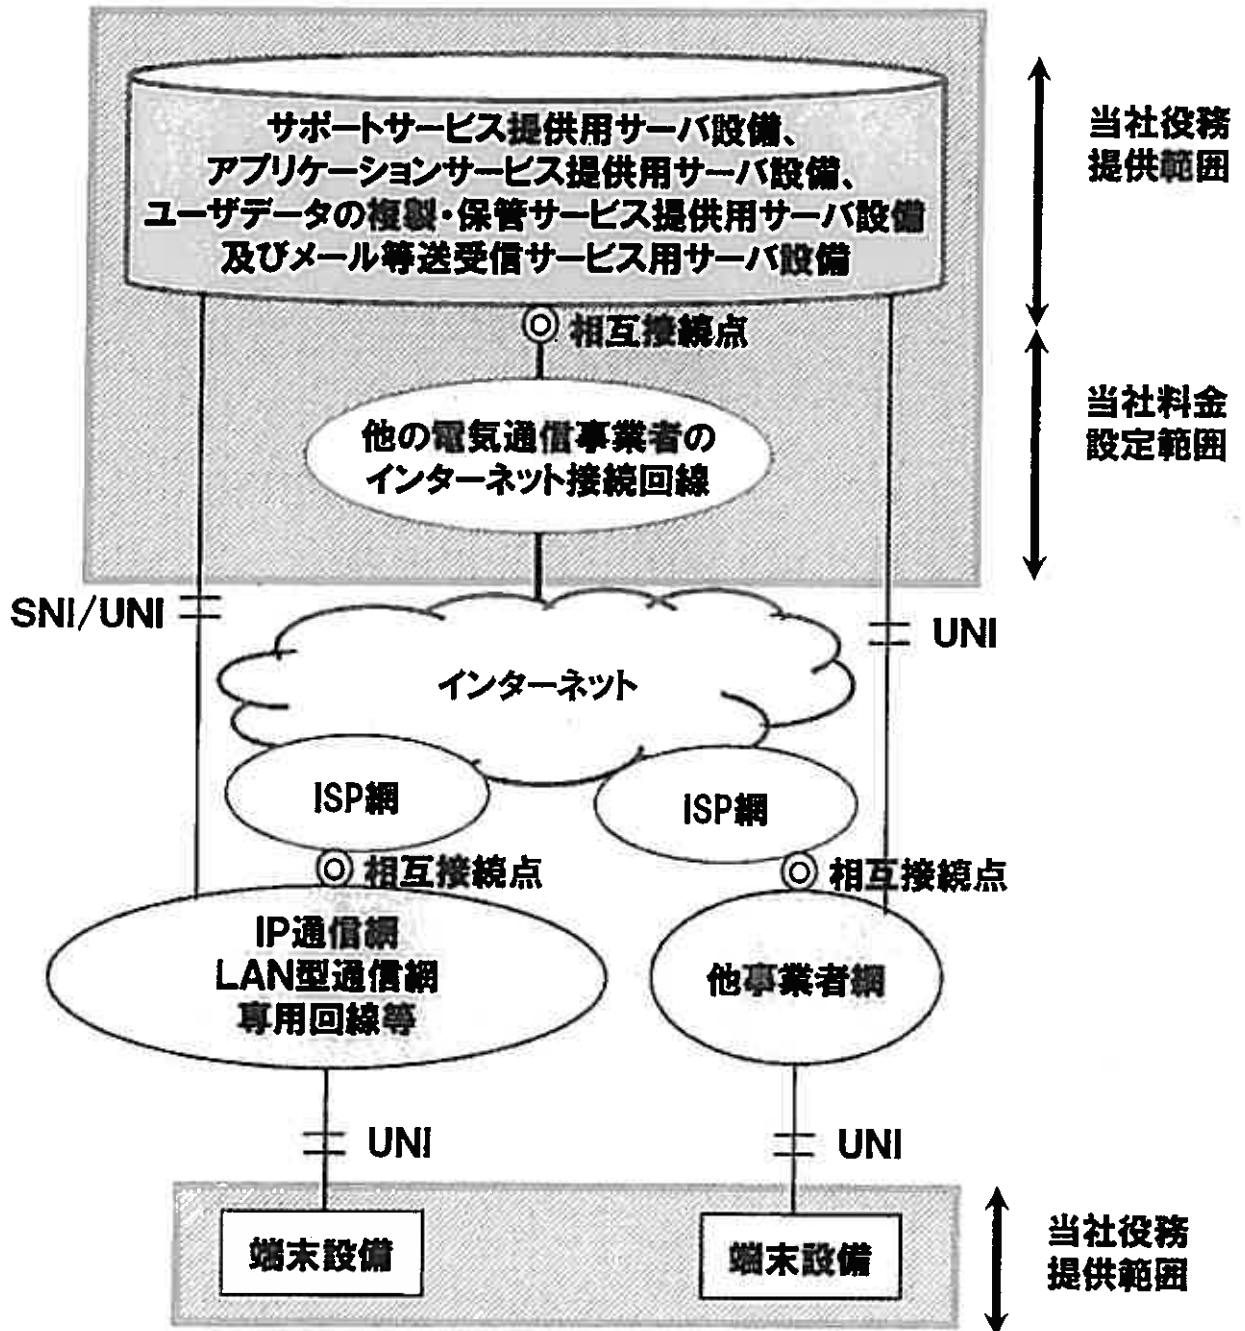 サポートサービス提供用サーバ設備、
アプリケーションサービス提供用サーバ設備、
ユーザデータの複製・保管サービス提供用サーバ設備
及びメール等送受信サービス用サーバ設備
当社役務
提供範囲
相互接続点
他の電気通信事業者の
インターネット接続回線
当社料金
設定範囲
SNI/UNI
UNI
インターネット
ISP網
ISP網
相互接続点
相互接続点
IP通信網
LAN型通信網
専用回線等
他事業者網
UNI
UNI
端末設備
端末設備
当社役務
提供範囲